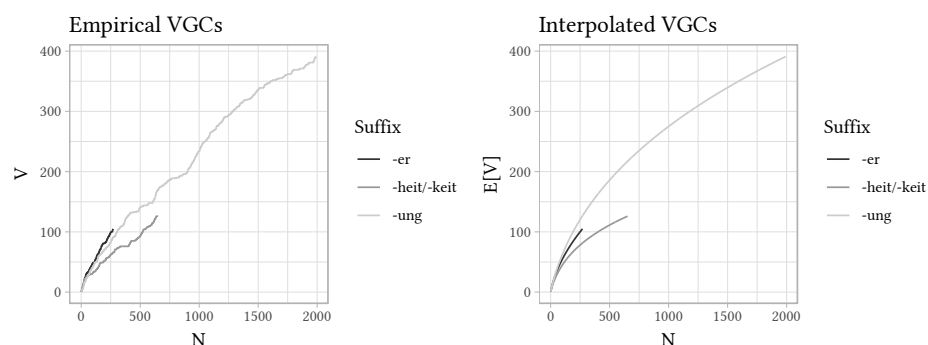 Empirical VGCs
400
300
200
100
0
V
0 500 1000 1500 2000
N
Suffix
-er
-heit/-keit
-ung
Interpolated VGCs
400
300
200
100
0
E[V]
0 500 1000 1500 2000
N
Suffix
-er
-heit/-keit
-ung